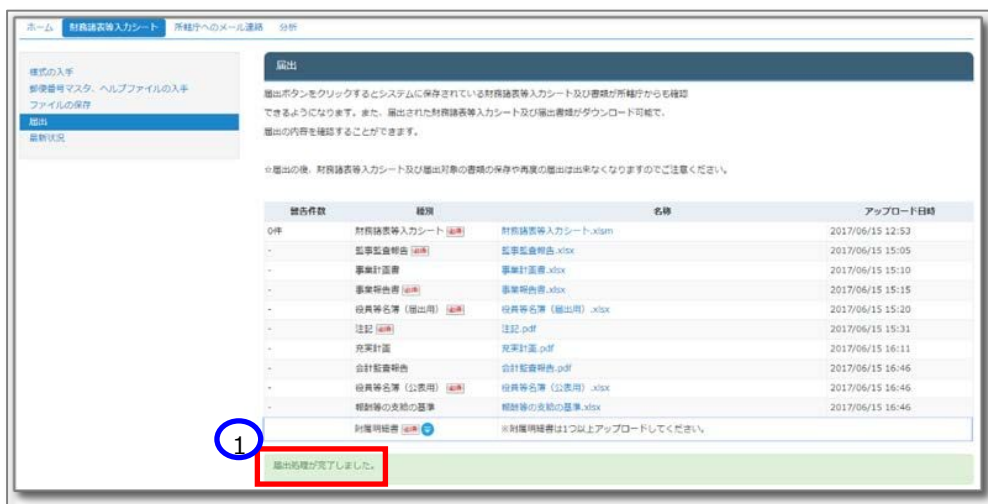 ホーム 財務諸表等入力シート 所轄庁へのメール連絡 分析
様式の入手
郵便番号マスタ、ヘルプファイルの入手
ファイルの保存
届出
最新状況
届出
届出ボタンをクリックするとシステムに保存されている財務諸表等入力シート及び書類が所轄庁からも確認
できるようになります。また、届出された財務諸表等入力シート及び届出書類がダウンロード可能で、
届出の内容を確認することができます。
☆届出の後、財務諸表等入力シート及び届出対象の書類の保存や再度の届出は出来なくなりますのでご注意ください。
警告件数 種別 名称 アップロード日時
0件 財務諸表等入力シート 必須 財務諸表等入力シート.xlsm 2017/06/15 12:53
- 監事監査報告 必須 監事監査報告.xlsx 2017/06/15 15:05
- 事業計画書 事業計画書.xlsx 2017/06/15 15:10
- 事業報告書 必須 事業報告書.xlsx 2017/06/15 15:15
- 役員等名簿（届出用） 必須 役員等名簿（届出用）.xlsx 2017/06/15 15:20
- 注記 必須 注記.pdf 2017/06/15 15:31
- 充実計画 充実計画.pdf 2017/06/15 16:11
- 会計監査報告 会計監査報告.pdf 2017/06/15 16:46
- 役員等名簿（公表用） 必須 役員等名簿（公表用）.xlsx 2017/06/15 16:46
- 報酬等の支給の基準 報酬等の支給の基準.xlsx 2017/06/15 16:46
附属明細書 必須 ※附属明細書は1つ以上アップロードしてください。
1
届出処理が完了しました。